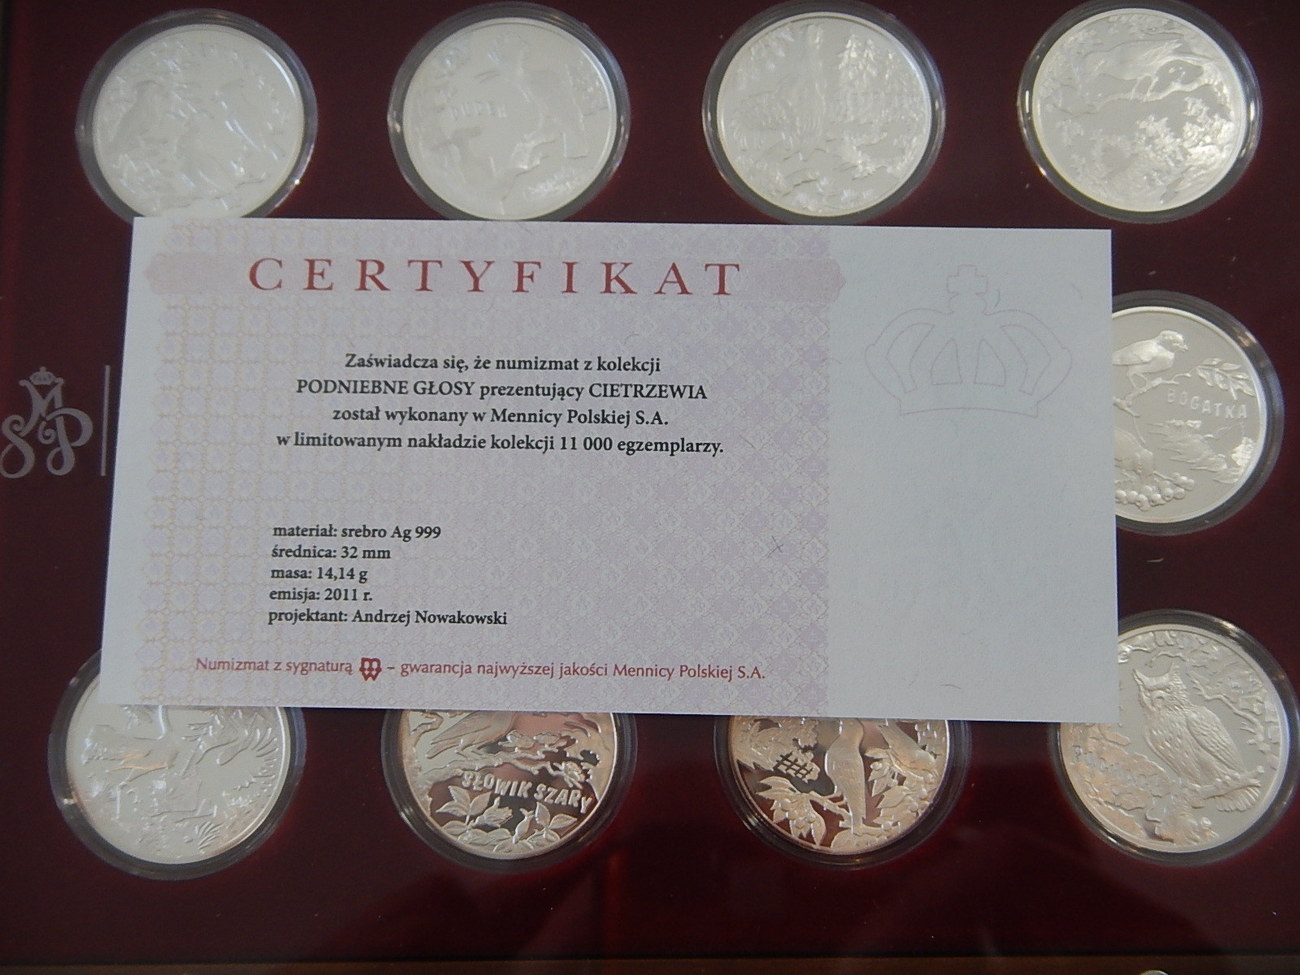 DUDEK
CERTYFIKAT
Zaświadcza się, że numizmat z kolekcji
PODNIEBNE GŁOSY prezentujący CIETRZEWIA
został wykonany w Mennicy Polskiej S.A.
w limitowanym nakładzie kolekcji 11 000 egzemplarzy.
BOGATKA
materiał: srebro Ag 999
średnica: 32 mm
masa: 14,14 g
emisja: 2011 r.
projektant: Andrzej Nowakowski
Numizmat z sygnaturą – gwarancja najwyższej jakości Mennicy Polskiej S.A.
SŁOWIK SZARY